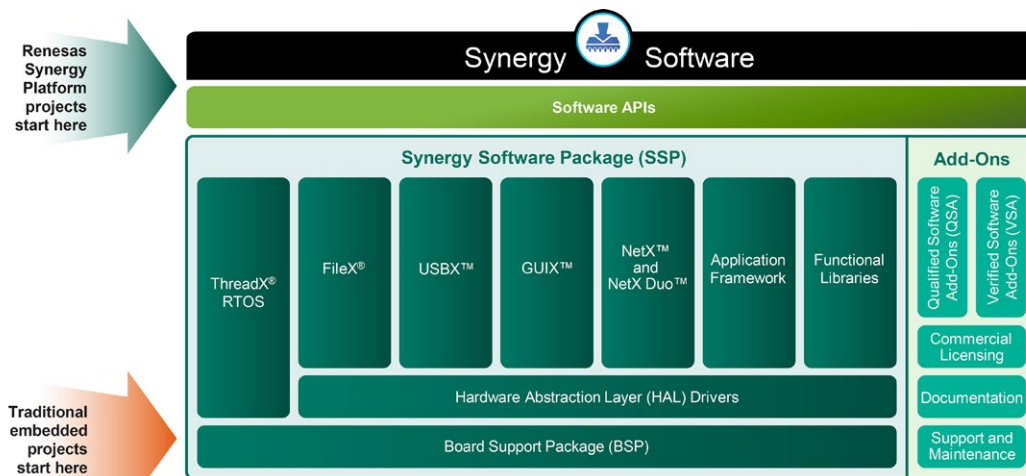 Renesas
Synergy
Platform
projects
start here
Synergy Software
Software APIs
Synergy Software Package (SSP)
ThreadX®
RTOS
FileX®
USBX™
GUIX™
NetX™
and
NetX Duo™
Application
Framework
Functional
Libraries
Hardware Abstraction Layer (HAL) Drivers
Board Support Package (BSP)
Add-Ons
Qualified Software
Add-Ons (QSA)
Verified Software
Add-Ons (VSA)
Commercial
Licensing
Documentation
Support and
Maintenance
Traditional
embedded
projects
start here